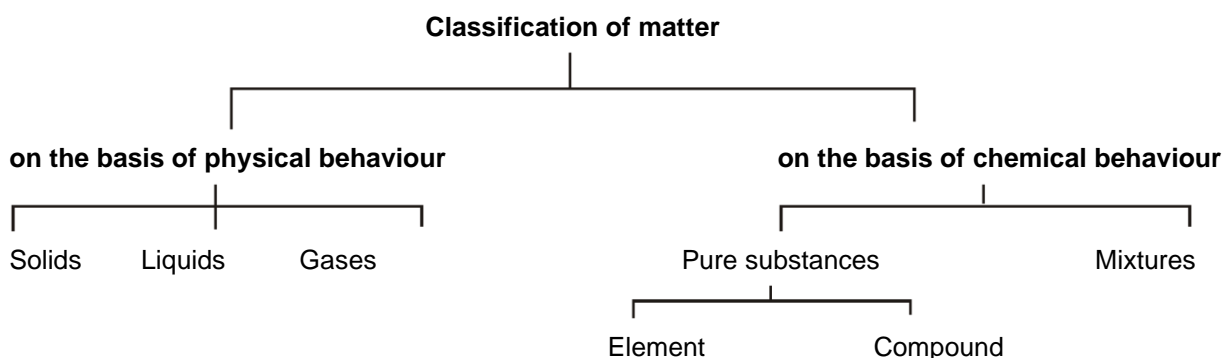 Classification of matter
on the basis of physical behaviour on the basis of chemical behaviour
Solids Liquids Gases Pure substances Mixtures
Element Compound